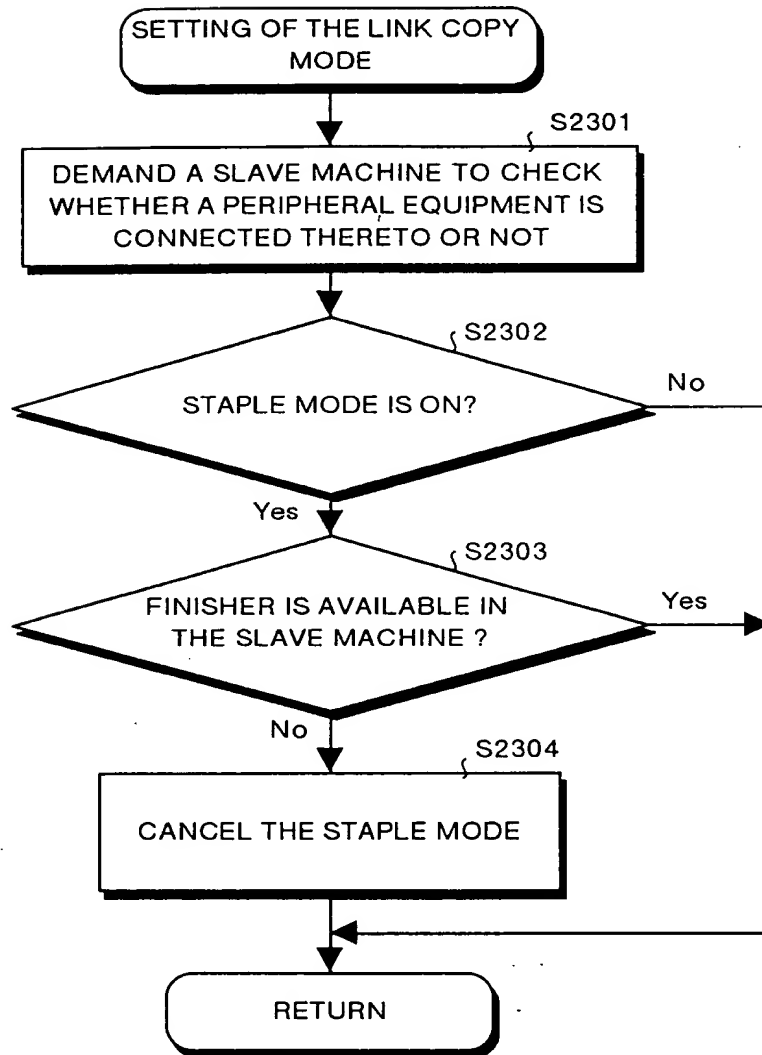 SETTING OF THE LINK COPY
MODE
S2301
DEMAND A SLAVE MACHINE TO CHECK
WHETHER A PERIPHERAL EQUIPMENT IS
CONNECTED THERETO OR NOT
S2302
STAPLE MODE IS ON?
No
Yes
S2303
FINISHER IS AVAILABLE IN
THE SLAVE MACHINE ?
Yes
No
S2304
CANCEL THE STAPLE MODE
RETURN